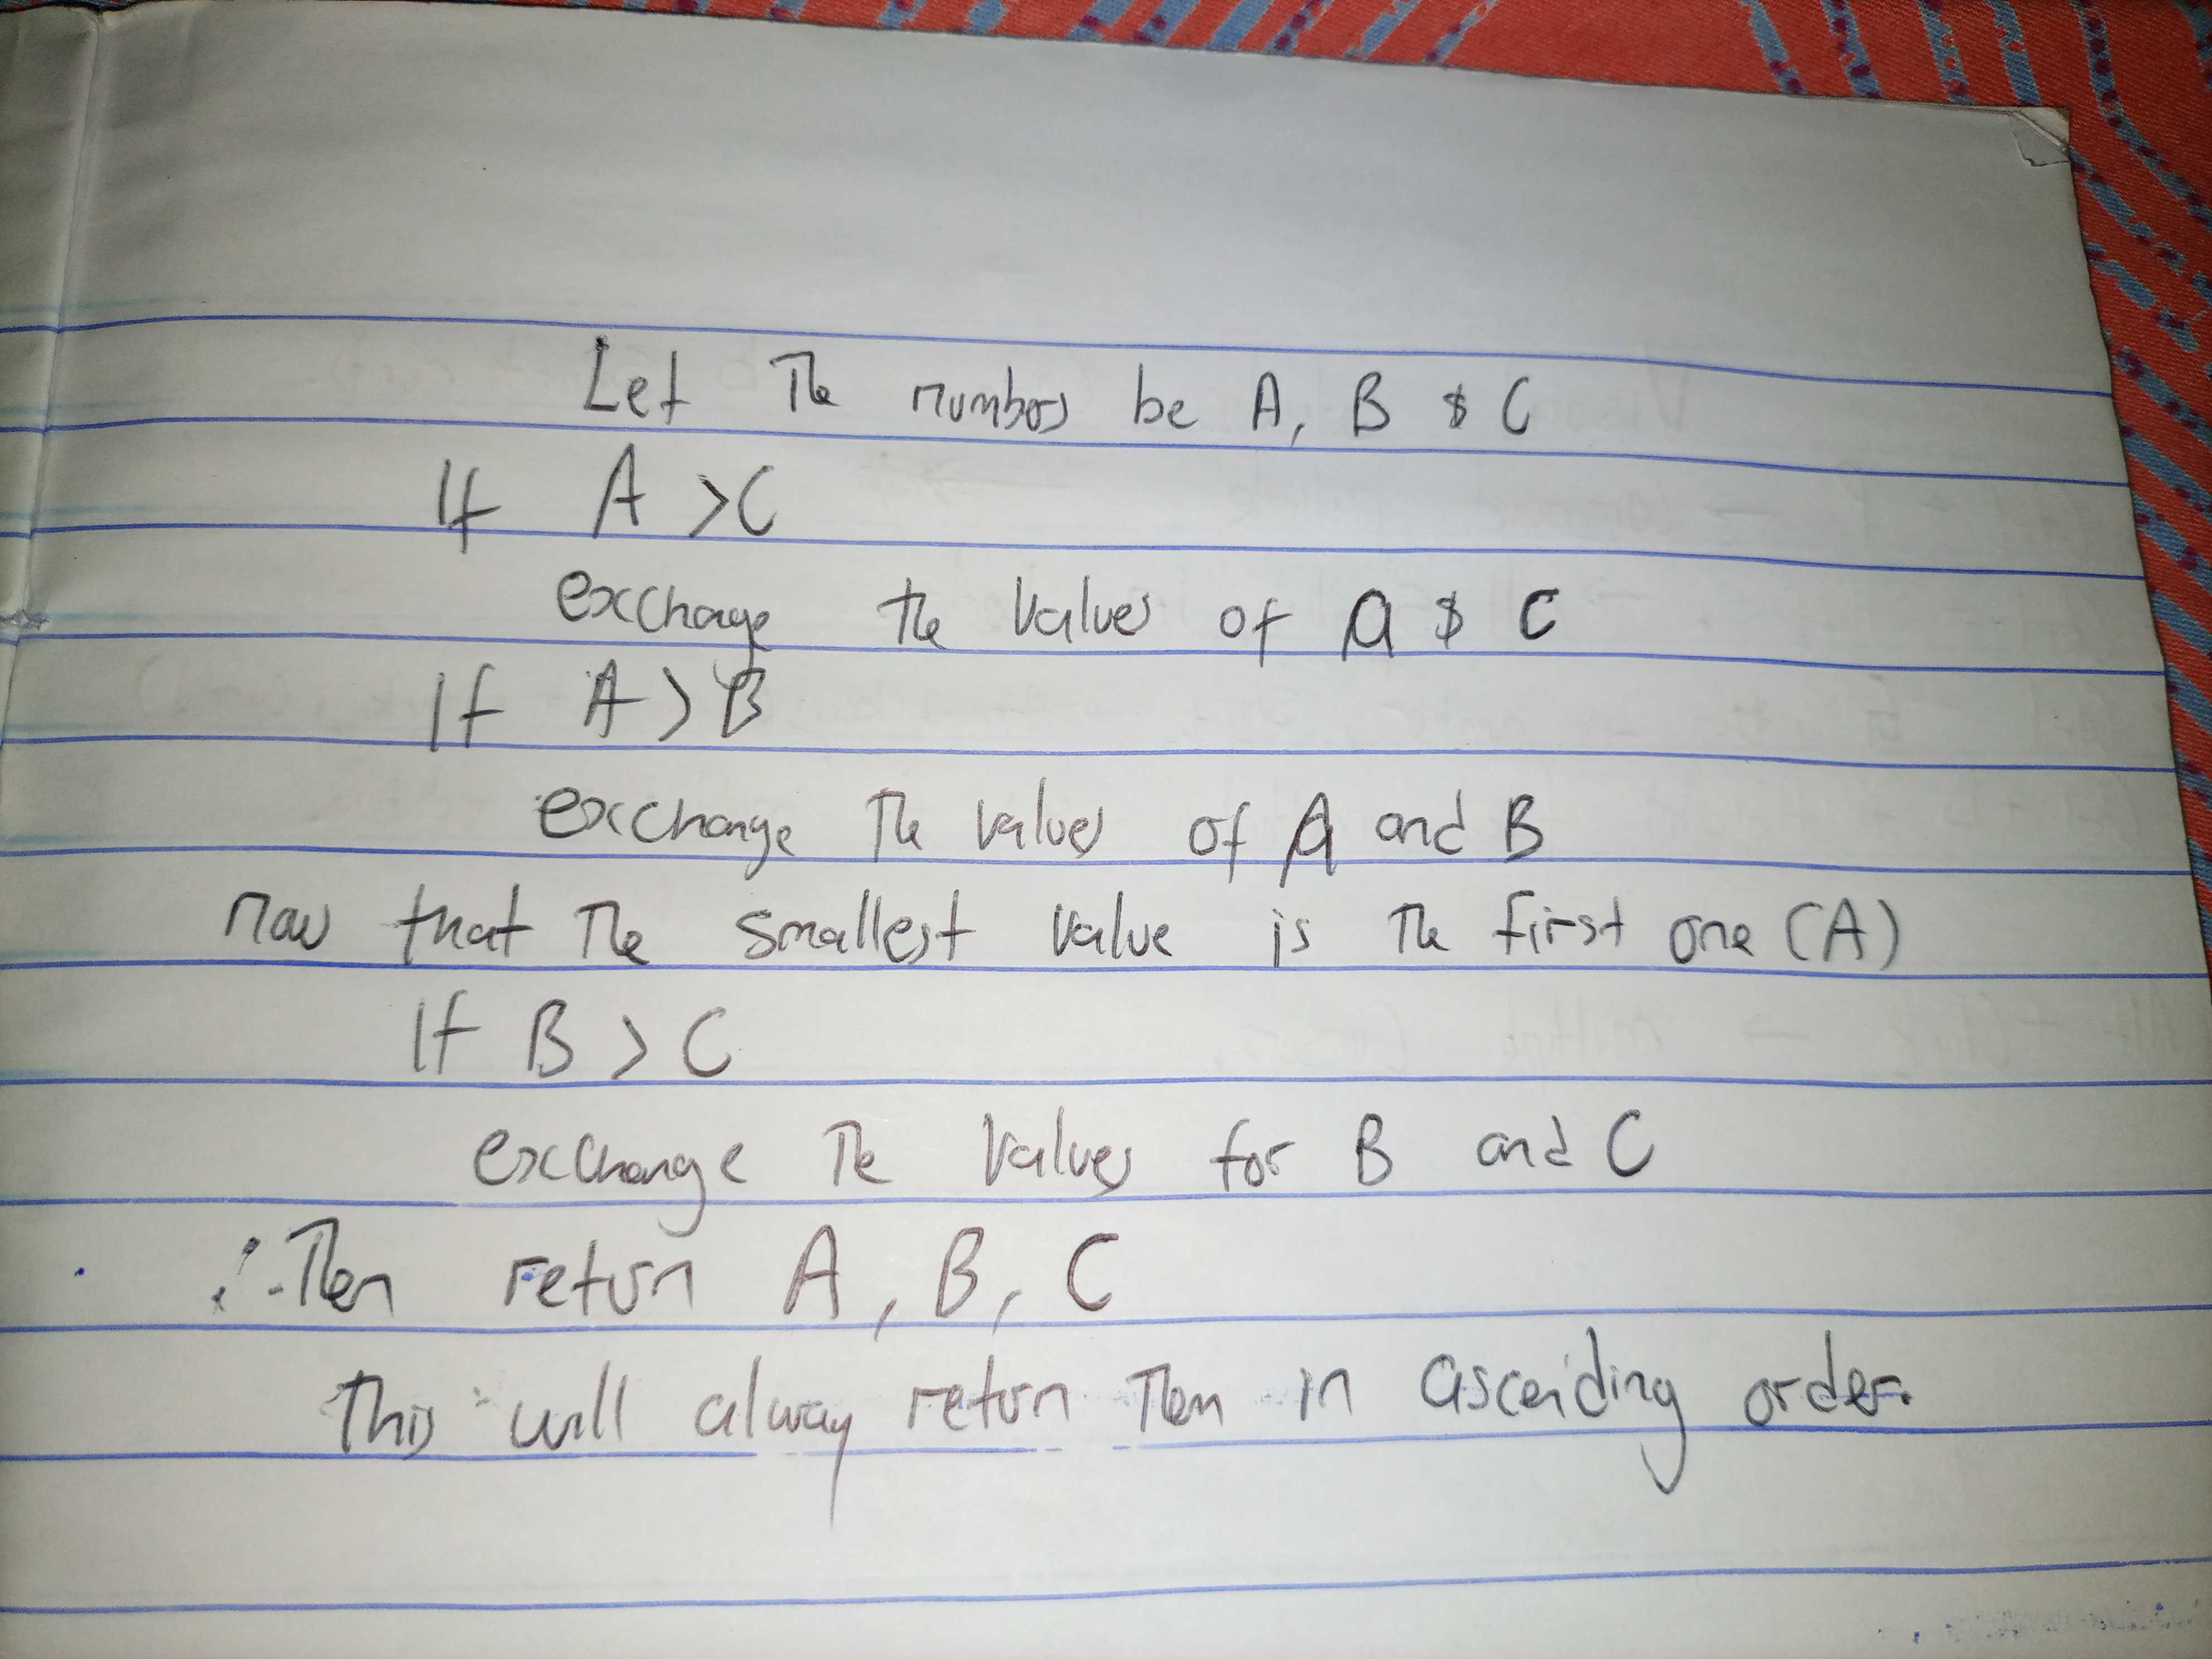 Let The numbers be A, B & C
If A >C
exchange the values of A & C
If A > B
exchange The values of A and B
now that The smallest value is The first one (A)
If B > C
exchange The values for B and C
∴ Then return A, B, C
This will alway return Them in ascending order.